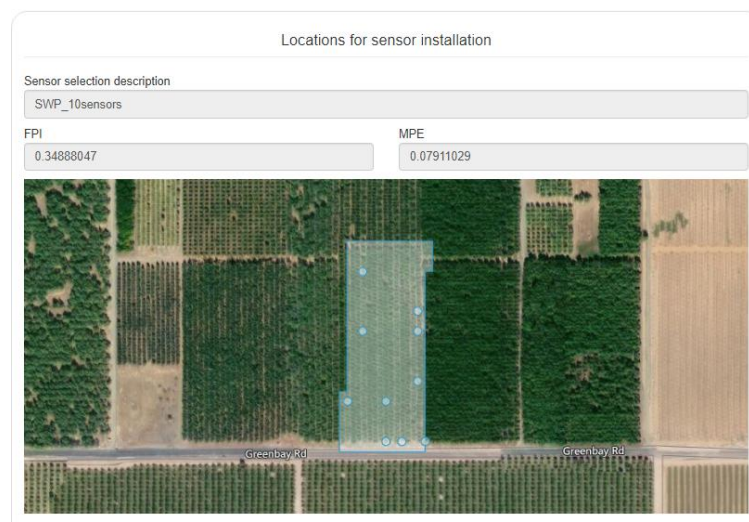 Locations for sensor installation
Sensor selection description
SWP_10sensors
FPI
MPE
0.34888047
0.07911029
Greenbay Rd
Greenbay Rd